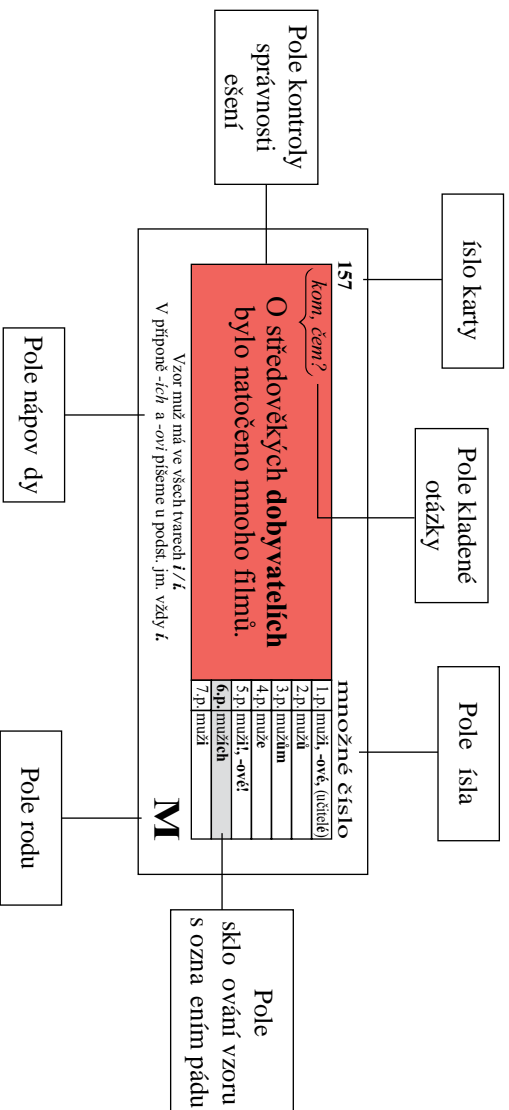 íslo karty
Pole kladené
otázky
Pole ísla
Pole kontroly
správnosti
ešení
157
množné číslo
kom, čem?
O středověkých dobyvatelích
bylo natočeno mnoho filmů.
1.p. muži, -ové, (učitelé)
2.p. mužů
3.p. mužům
4.p. muže
5.p. muži!, -ové!
6.p. mužích
7.p. muži
Vzor muž má ve všech tvarech i / í.
V příponě -ích a -ovi píšeme u podst. jm. vždy í.
M
Pole nápov dy
Pole rodu
Pole
sklo ování vzoru
s ozna ením pádu